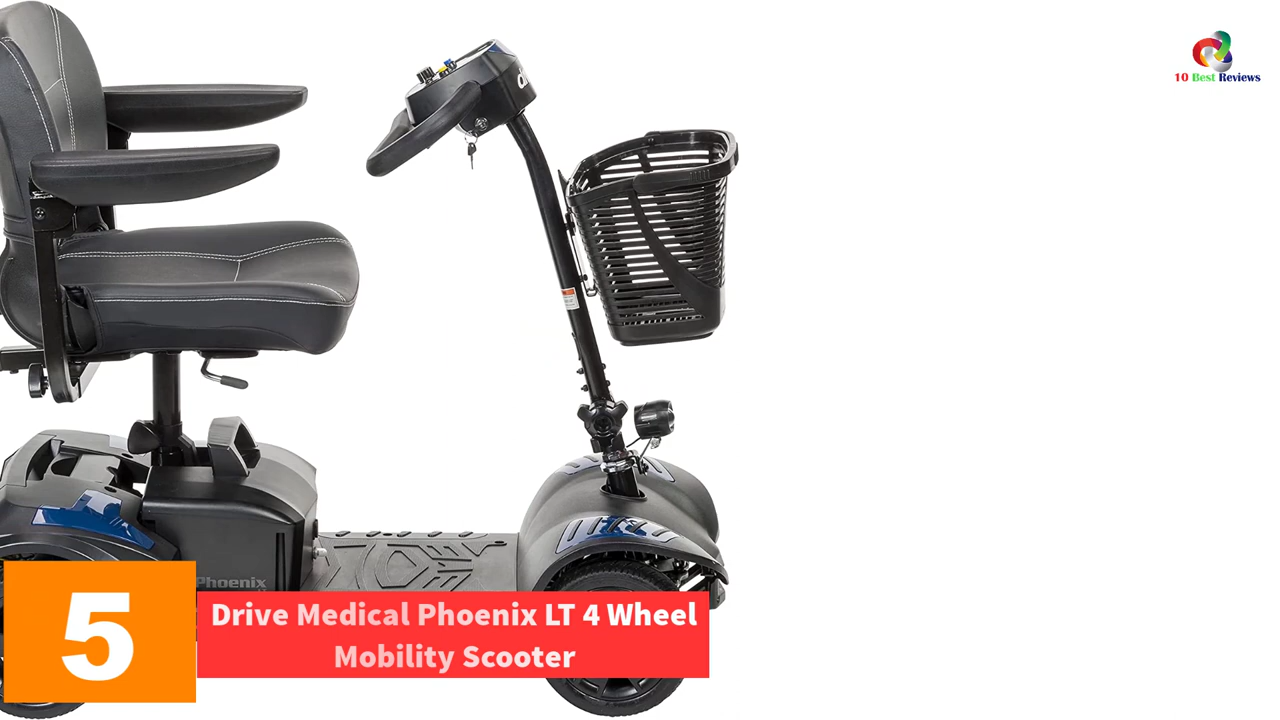 10 Best Reviews
Phoenix
5
Drive Medical Phoenix LT 4 Wheel
Mobility Scooter